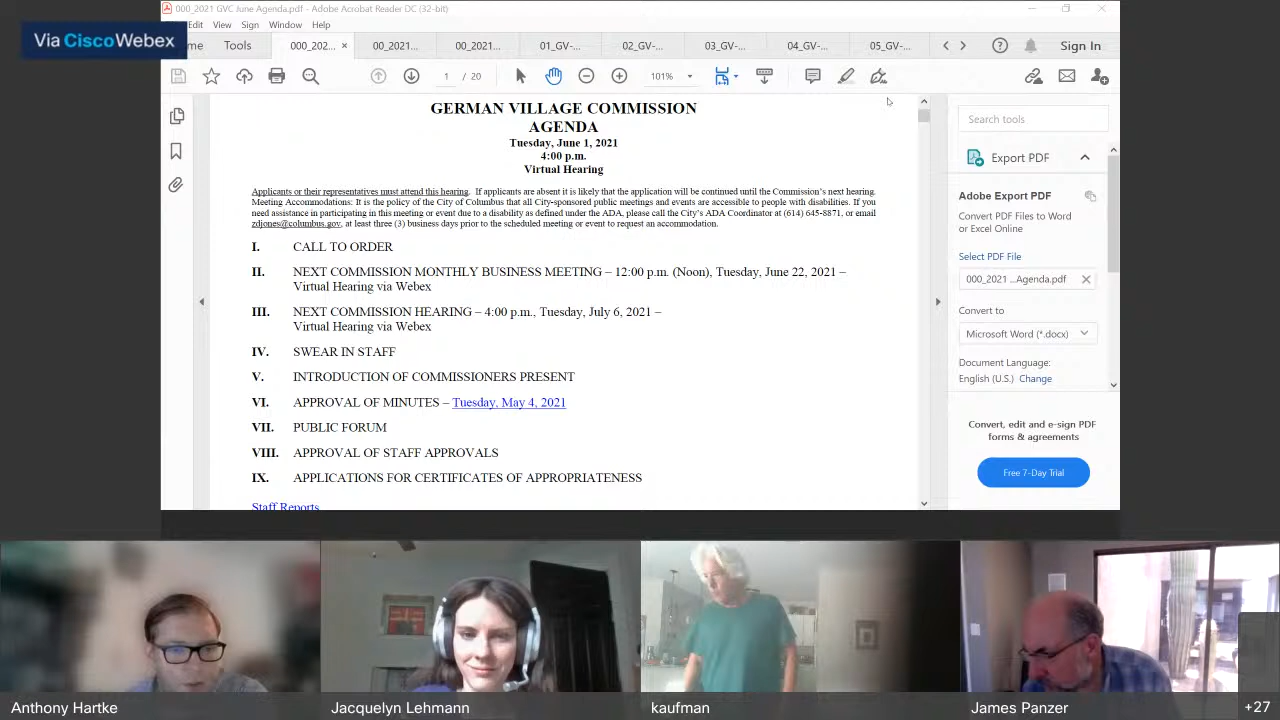 000_2021 GVC June Agenda.pdf - Adobe Acrobat Reader DC (32-bit)
Edit View Sign Window Help
Via Cisco Webex
me Tools 000_202... × 000_2021... 000_2021... 01_GV-... 02_GV-... 03_GV-... 04_GV-... 05_GV-... Sign In
1 / 20 101%
GERMAN VILLAGE COMMISSION
AGENDA
Tuesday, June 1, 2021
4:00 p.m.
Virtual Hearing
Applicants or their representatives must attend this hearing. If applicants are absent it is likely that the application will be continued until the Commission's next hearing.
Meeting Accommodations: It is the policy of the City of Columbus that all City-sponsored public meetings and events are accessible to people with disabilities. If you
need assistance in participating in this meeting or event due to a disability as defined under the ADA, please call the City's ADA Coordinator at (614) 645-8871, or email
zdjones@columbus.gov, at least three (3) business days prior to the scheduled meeting or event to request an accommodation.
I. CALL TO ORDER
II. NEXT COMMISSION MONTHLY BUSINESS MEETING – 12:00 p.m. (Noon), Tuesday, June 22, 2021 –
Virtual Hearing via Webex
III. NEXT COMMISSION HEARING – 4:00 p.m., Tuesday, July 6, 2021 –
Virtual Hearing via Webex
IV. SWEAR IN STAFF
V. INTRODUCTION OF COMMISSIONERS PRESENT
VI. APPROVAL OF MINUTES – Tuesday, May 4, 2021
VII. PUBLIC FORUM
VIII. APPROVAL OF STAFF APPROVALS
IX. APPLICATIONS FOR CERTIFICATES OF APPROPRIATENESS
Staff Reports
Search tools
Export PDF
Adobe Export PDF
Convert PDF Files to Word
or Excel Online
Select PDF File
000_2021 ...Agenda.pdf
Convert to
Microsoft Word (*.docx)
Document Language:
English (U.S.) Change
Convert, edit and e-sign PDF
forms & agreements
Free 7-Day Trial
Anthony Hartke
Jacquelyn Lehmann
kaufman
James Panzer
+27